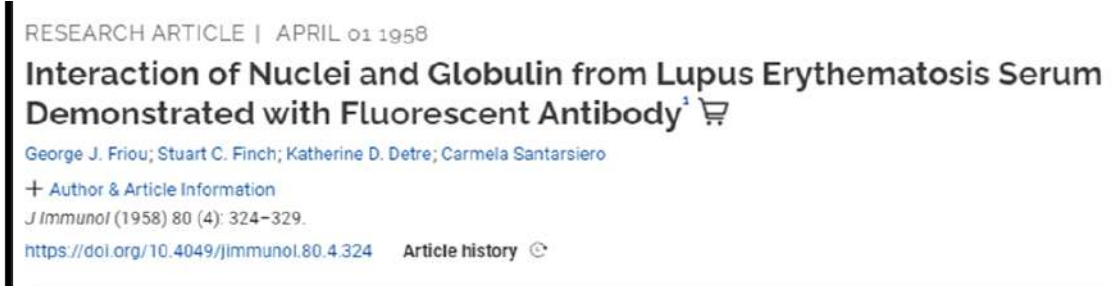 RESEARCH ARTICLE | APRIL 01 1958
Interaction of Nuclei and Globulin from Lupus Erythematosis Serum
Demonstrated with Fluorescent Antibody¹
George J. Friou; Stuart C. Finch; Katherine D. Detre; Carmela Santarsiero
+ Author & Article Information
J Immunol (1958) 80 (4): 324–329.
https://doi.org/10.4049/jimmunol.80.4.324 Article history